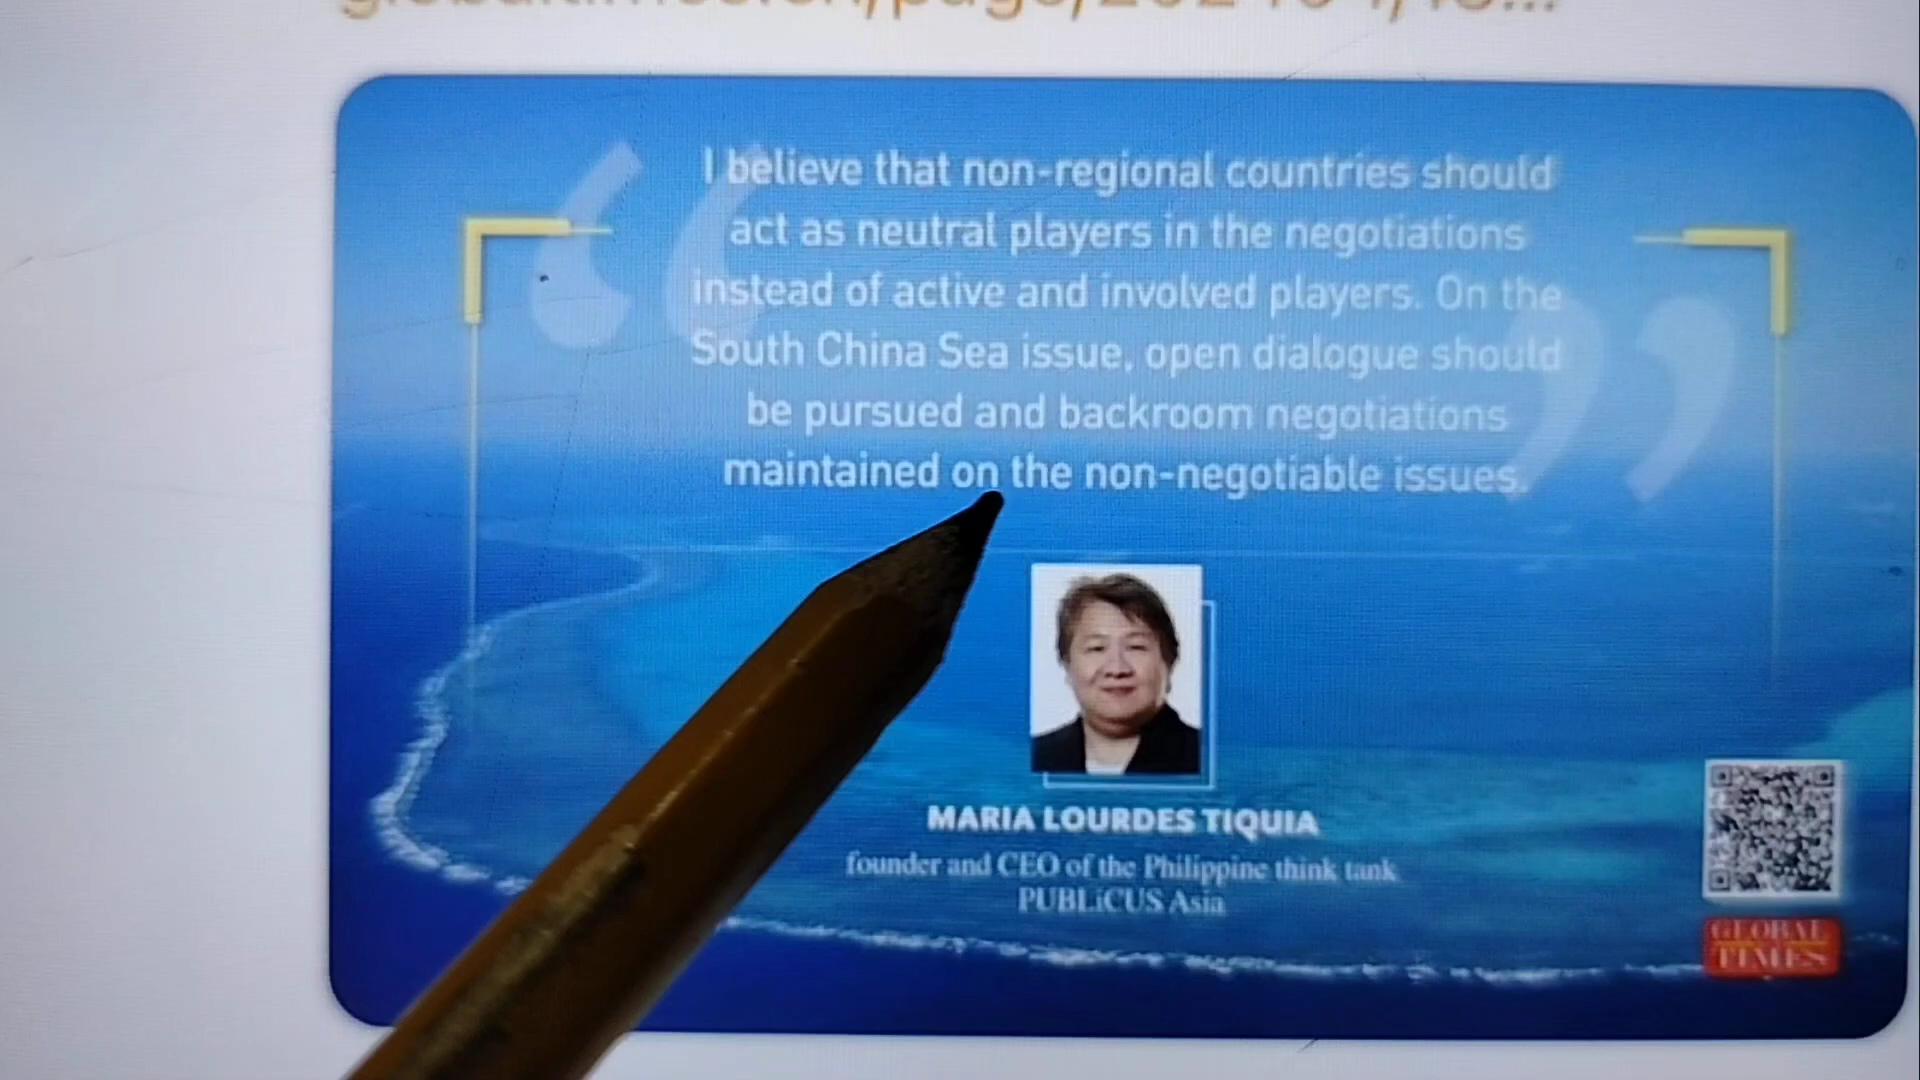 I believe that non-regional countries should
act as neutral players in the negotiations
instead of active and involved players. On the
South China Sea issue, open dialogue should
be pursued and backroom negotiations
maintained on the non-negotiable issues.
MARIA LOURDES TIQUIA
founder and CEO of the Philippine think tank
PUBLiCUS Asia
GLOBAL
TIMES